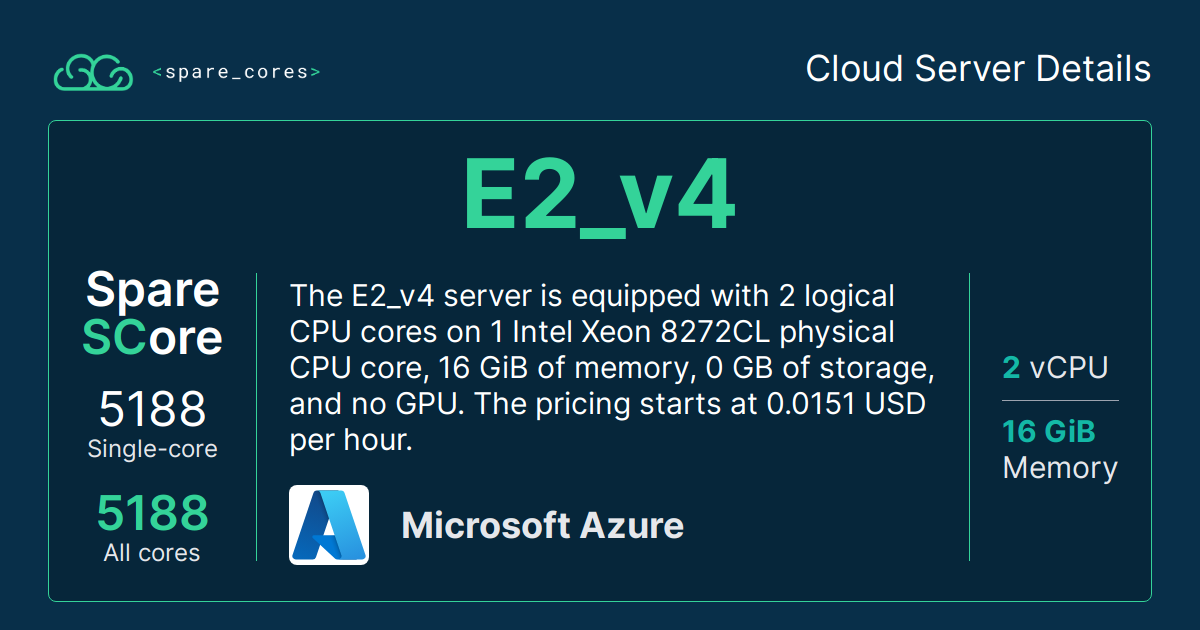 <spare_cores>
Cloud Server Details
E2_v4
Spare
SCore
5188
Single-core
5188
All cores
The E2_v4 server is equipped with 2 logical
CPU cores on 1 Intel Xeon 8272CL physical
CPU core, 16 GiB of memory, 0 GB of storage,
and no GPU. The pricing starts at 0.0151 USD
per hour.
Microsoft Azure
2 vCPU
16 GiB
Memory